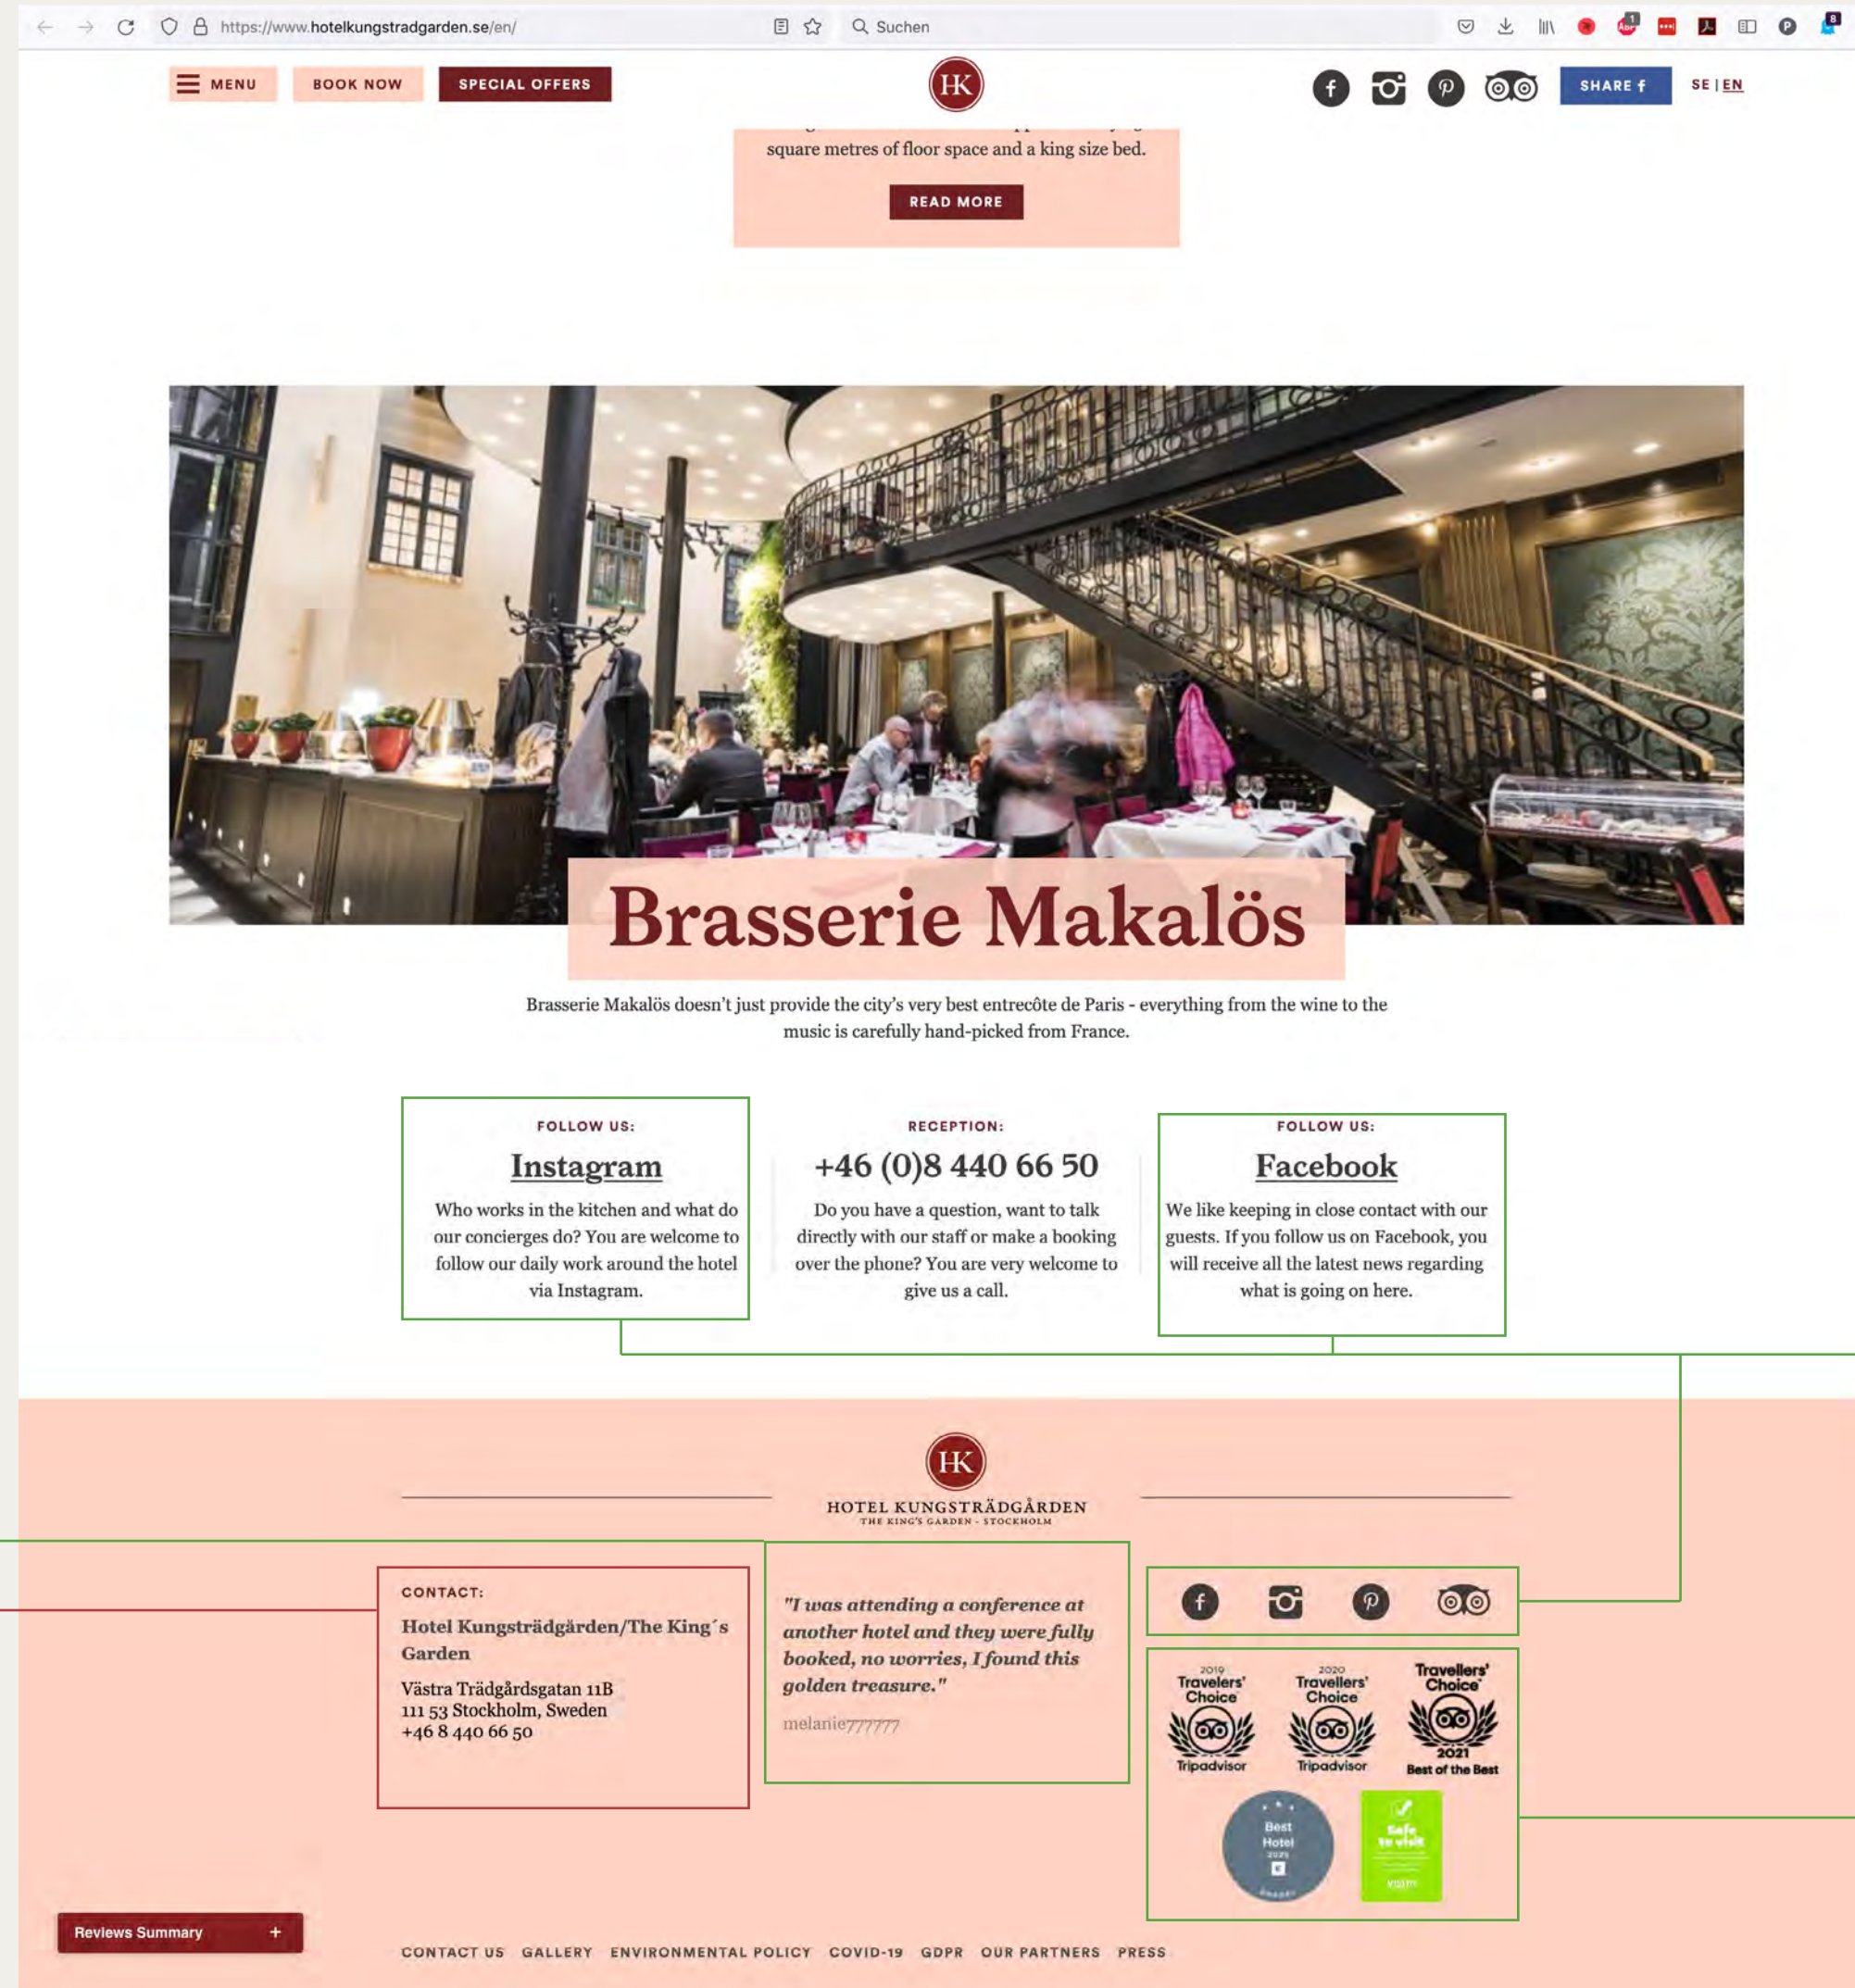 https://www.hotelkungstradgarden.se/en/
Suchen
1
8
MENU
BOOK NOW
SPECIAL OFFERS
HK
SHARE f
SE | EN
square metres of floor space and a king size bed.
READ MORE
Brasserie Makalös
Brasserie Makalös doesn't just provide the city's very best entrecôte de Paris - everything from the wine to the
music is carefully hand-picked from France.
FOLLOW US:
Instagram
Who works in the kitchen and what do
our concierges do? You are welcome to
follow our daily work around the hotel
via Instagram.
RECEPTION:
+46 (0)8 440 66 50
Do you have a question, want to talk
directly with our staff or make a booking
over the phone? You are very welcome to
give us a call.
FOLLOW US:
Facebook
We like keeping in close contact with our
guests. If you follow us on Facebook, you
will receive all the latest news regarding
what is going on here.
HK
HOTEL KUNGSTRÄDGÅRDEN
THE KING'S GARDEN - STOCKHOLM
CONTACT:
Hotel Kungsträdgården/The King´s
Garden
Västra Trädgårdsgatan 11B
111 53 Stockholm, Sweden
+46 8 440 66 50
"I was attending a conference at
another hotel and they were fully
booked, no worries, I found this
golden treasure."
melanie777777
2019
Travelers'
Choice
Tripadvisor
2020
Travellers'
Choice
Tripadvisor
Travellers'
Choice
2021
Best of the Best
Best
Hotel
Safe
to visit
Reviews Summary +
CONTACT US GALLERY ENVIRONMENTAL POLICY COVID-19 GDPR OUR PARTNERS PRESS